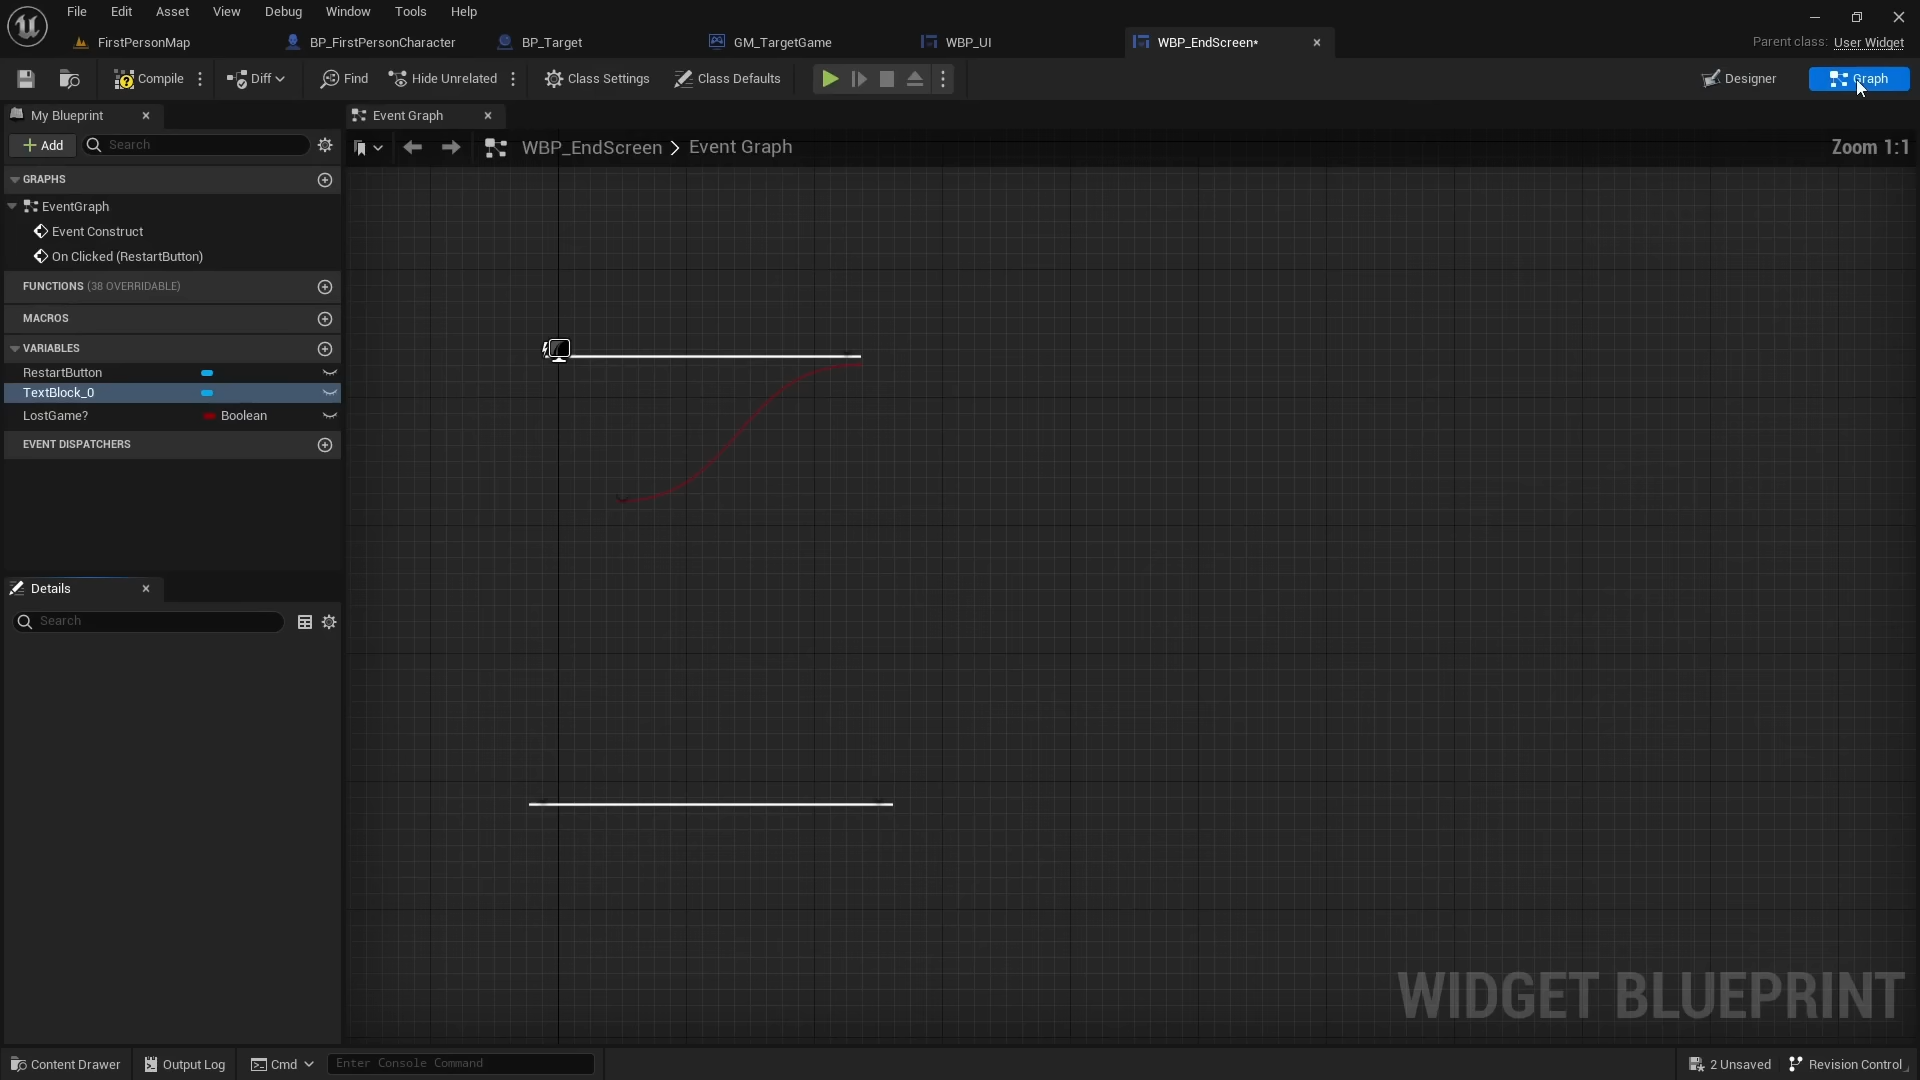 File Edit Asset View Debug Window Tools Help
FirstPersonMap BP_FirstPersonCharacter BP_Target GM_TargetGame WBP_UI WBP_EndScreen* Parent class: User Widget
Compile Diff Find Hide Unrelated Class Settings Class Defaults Designer Graph
My Blueprint Event Graph
Add Search WBP_EndScreen > Event Graph Zoom 1:1
GRAPHS
EventGraph
Event Construct
On Clicked (RestartButton)
FUNCTIONS (38 OVERRIDABLE)
MACROS
VARIABLES
RestartButton
TextBlock_0
LostGame? Boolean
EVENT DISPATCHERS
Details
Search
WIDGET BLUEPRINT
Content Drawer Output Log Cmd Enter Console Command 2 Unsaved Revision Control